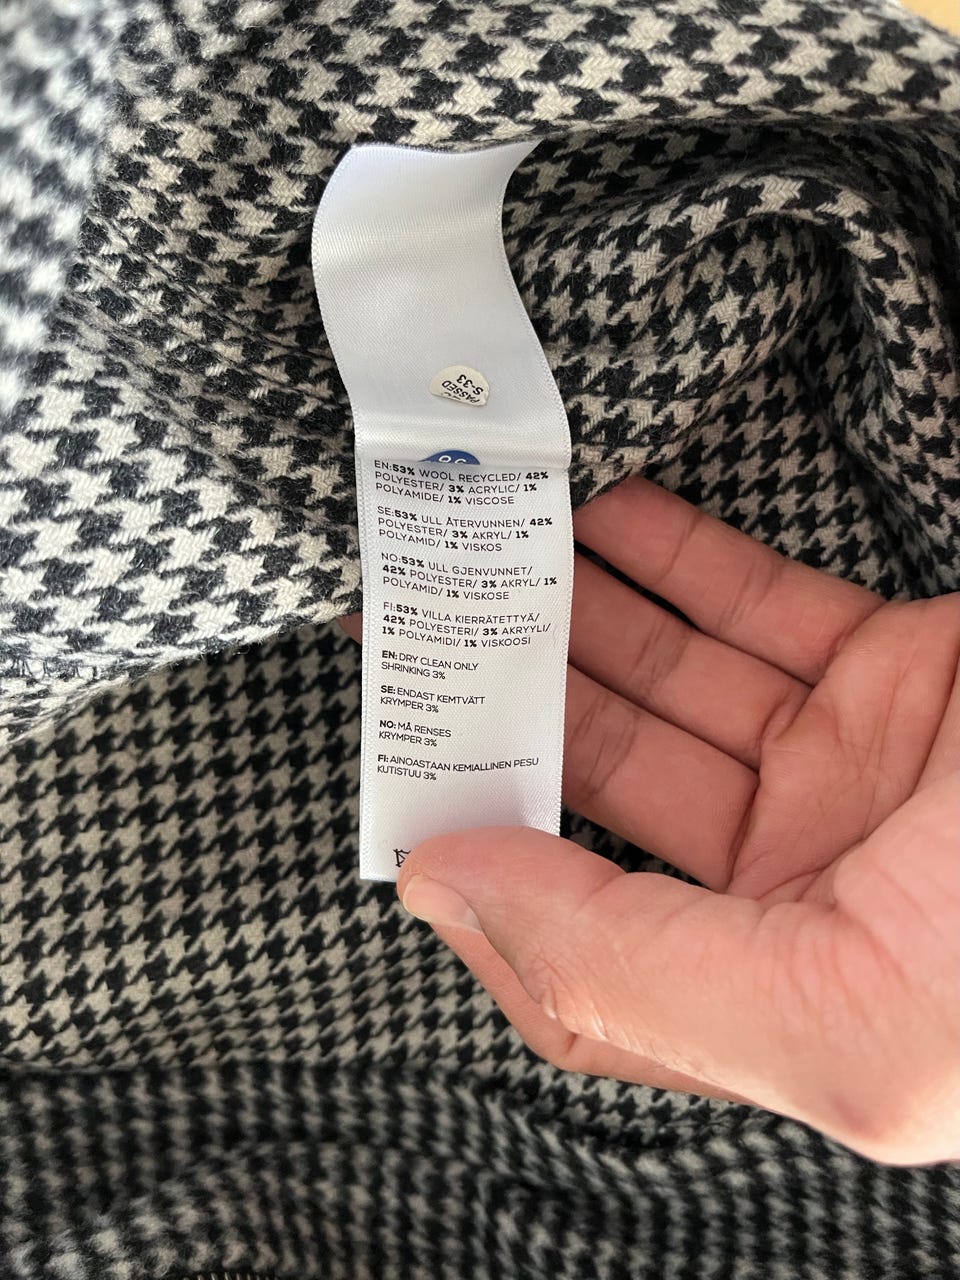 PASSED
S-33
EN:53% WOOL RECYCLED/ 42%
POLYESTER/ 3% ACRYLIC/ 1%
POLYAMIDE/ 1% VISCOSE
SE:53% ULL ÅTERVUNNEN/ 42%
POLYESTER/ 3% AKRYL/ 1%
POLYAMID/ 1% VISKOS
NO:53% ULL GJENVUNNET/
42% POLYESTER/ 3% AKRYL/ 1%
POLYAMID/ 1% VISKOSE
FI:53% VILLA KIERRÄTETTYÄ/
42% POLYESTERI/ 3% AKRYYLI/
1% POLYAMIDI/ 1% VISKOOSI
EN: DRY CLEAN ONLY
SHRINKING 3%
SE: ENDAST KEMTVÄTT
KRYMPER 3%
NO: MÅ RENSES
KRYMPER 3%
FI: AINOASTAAN KEMIALLINEN PESU
KUTISTUU 3%